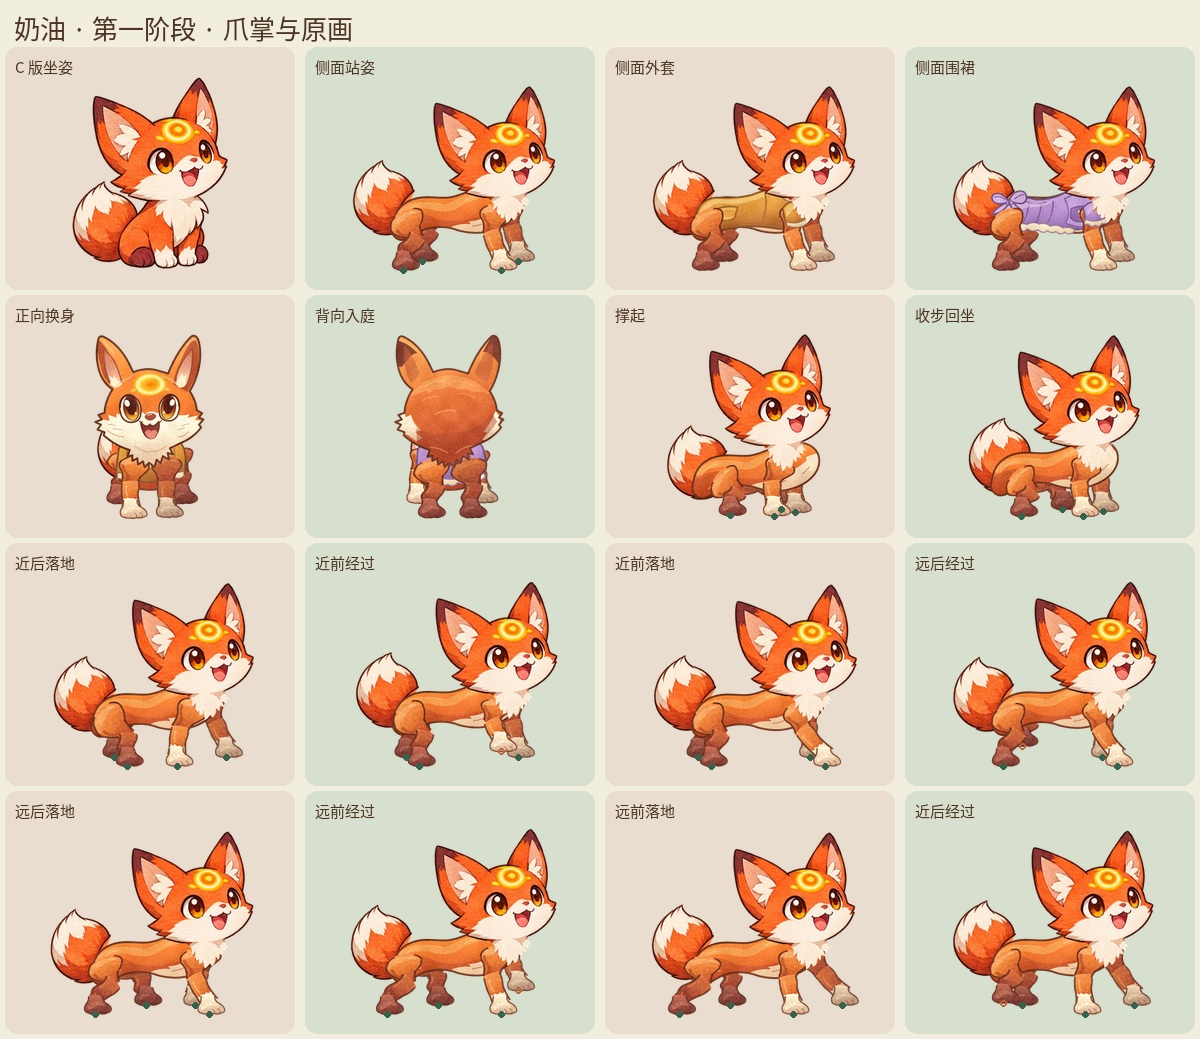 奶油 · 第一阶段 · 爪掌与原画
C 版坐姿
侧面站姿
侧面外套
侧面围裙
正向换身
背向入庭
撑起
收步回坐
近后落地
近前经过
近前落地
远后经过
远后落地
远前经过
远前落地
近后经过